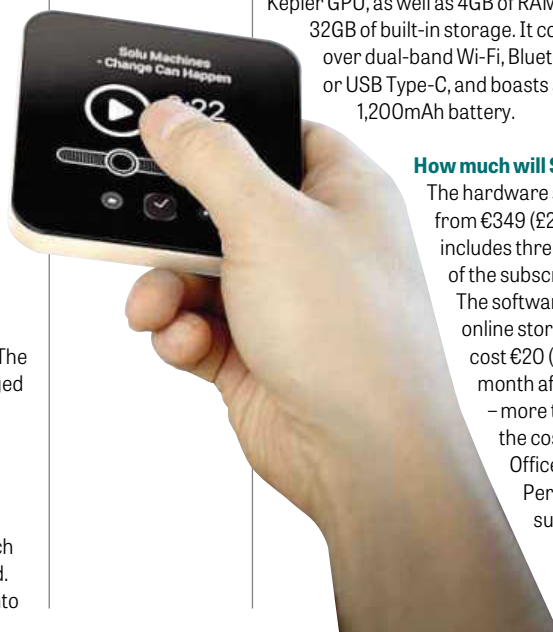 The
ged
ch
d.
nto
Solu Machines
- Change Can Happen
:22
Kepler GPU, as well as 4GB of RAM
32GB of built-in storage. It co
over dual-band Wi-Fi, Bluet
or USB Type-C, and boasts
1,200mAh battery.
How much will S
The hardware
from €349 (£2
includes thre
of the subscr
The softwar
online stor
cost €20 (
month af
– more t
the cos
Office
Per
su